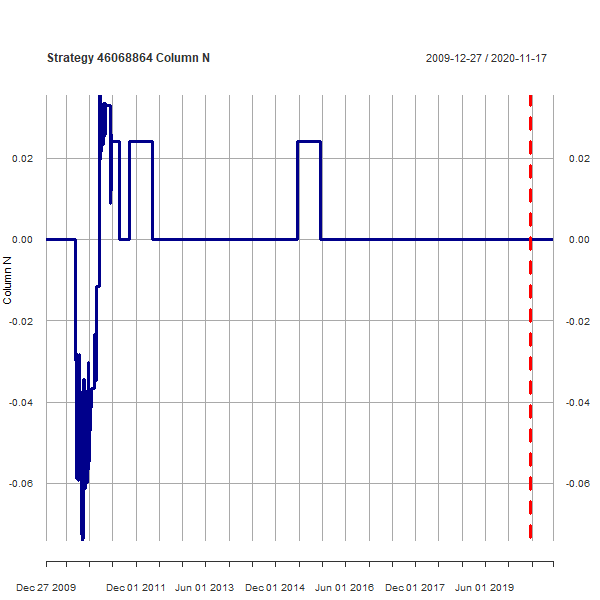 Strategy 46068864 Column N 2009-12-27 / 2020-11-17
0.02 0.02
0.00 0.00
Column N
-0.02 -0.02
-0.04 -0.04
-0.06 -0.06
Dec 27 2009 Dec 01 2011 Jun 01 2013 Dec 01 2014 Jun 01 2016 Dec 01 2017 Jun 01 2019